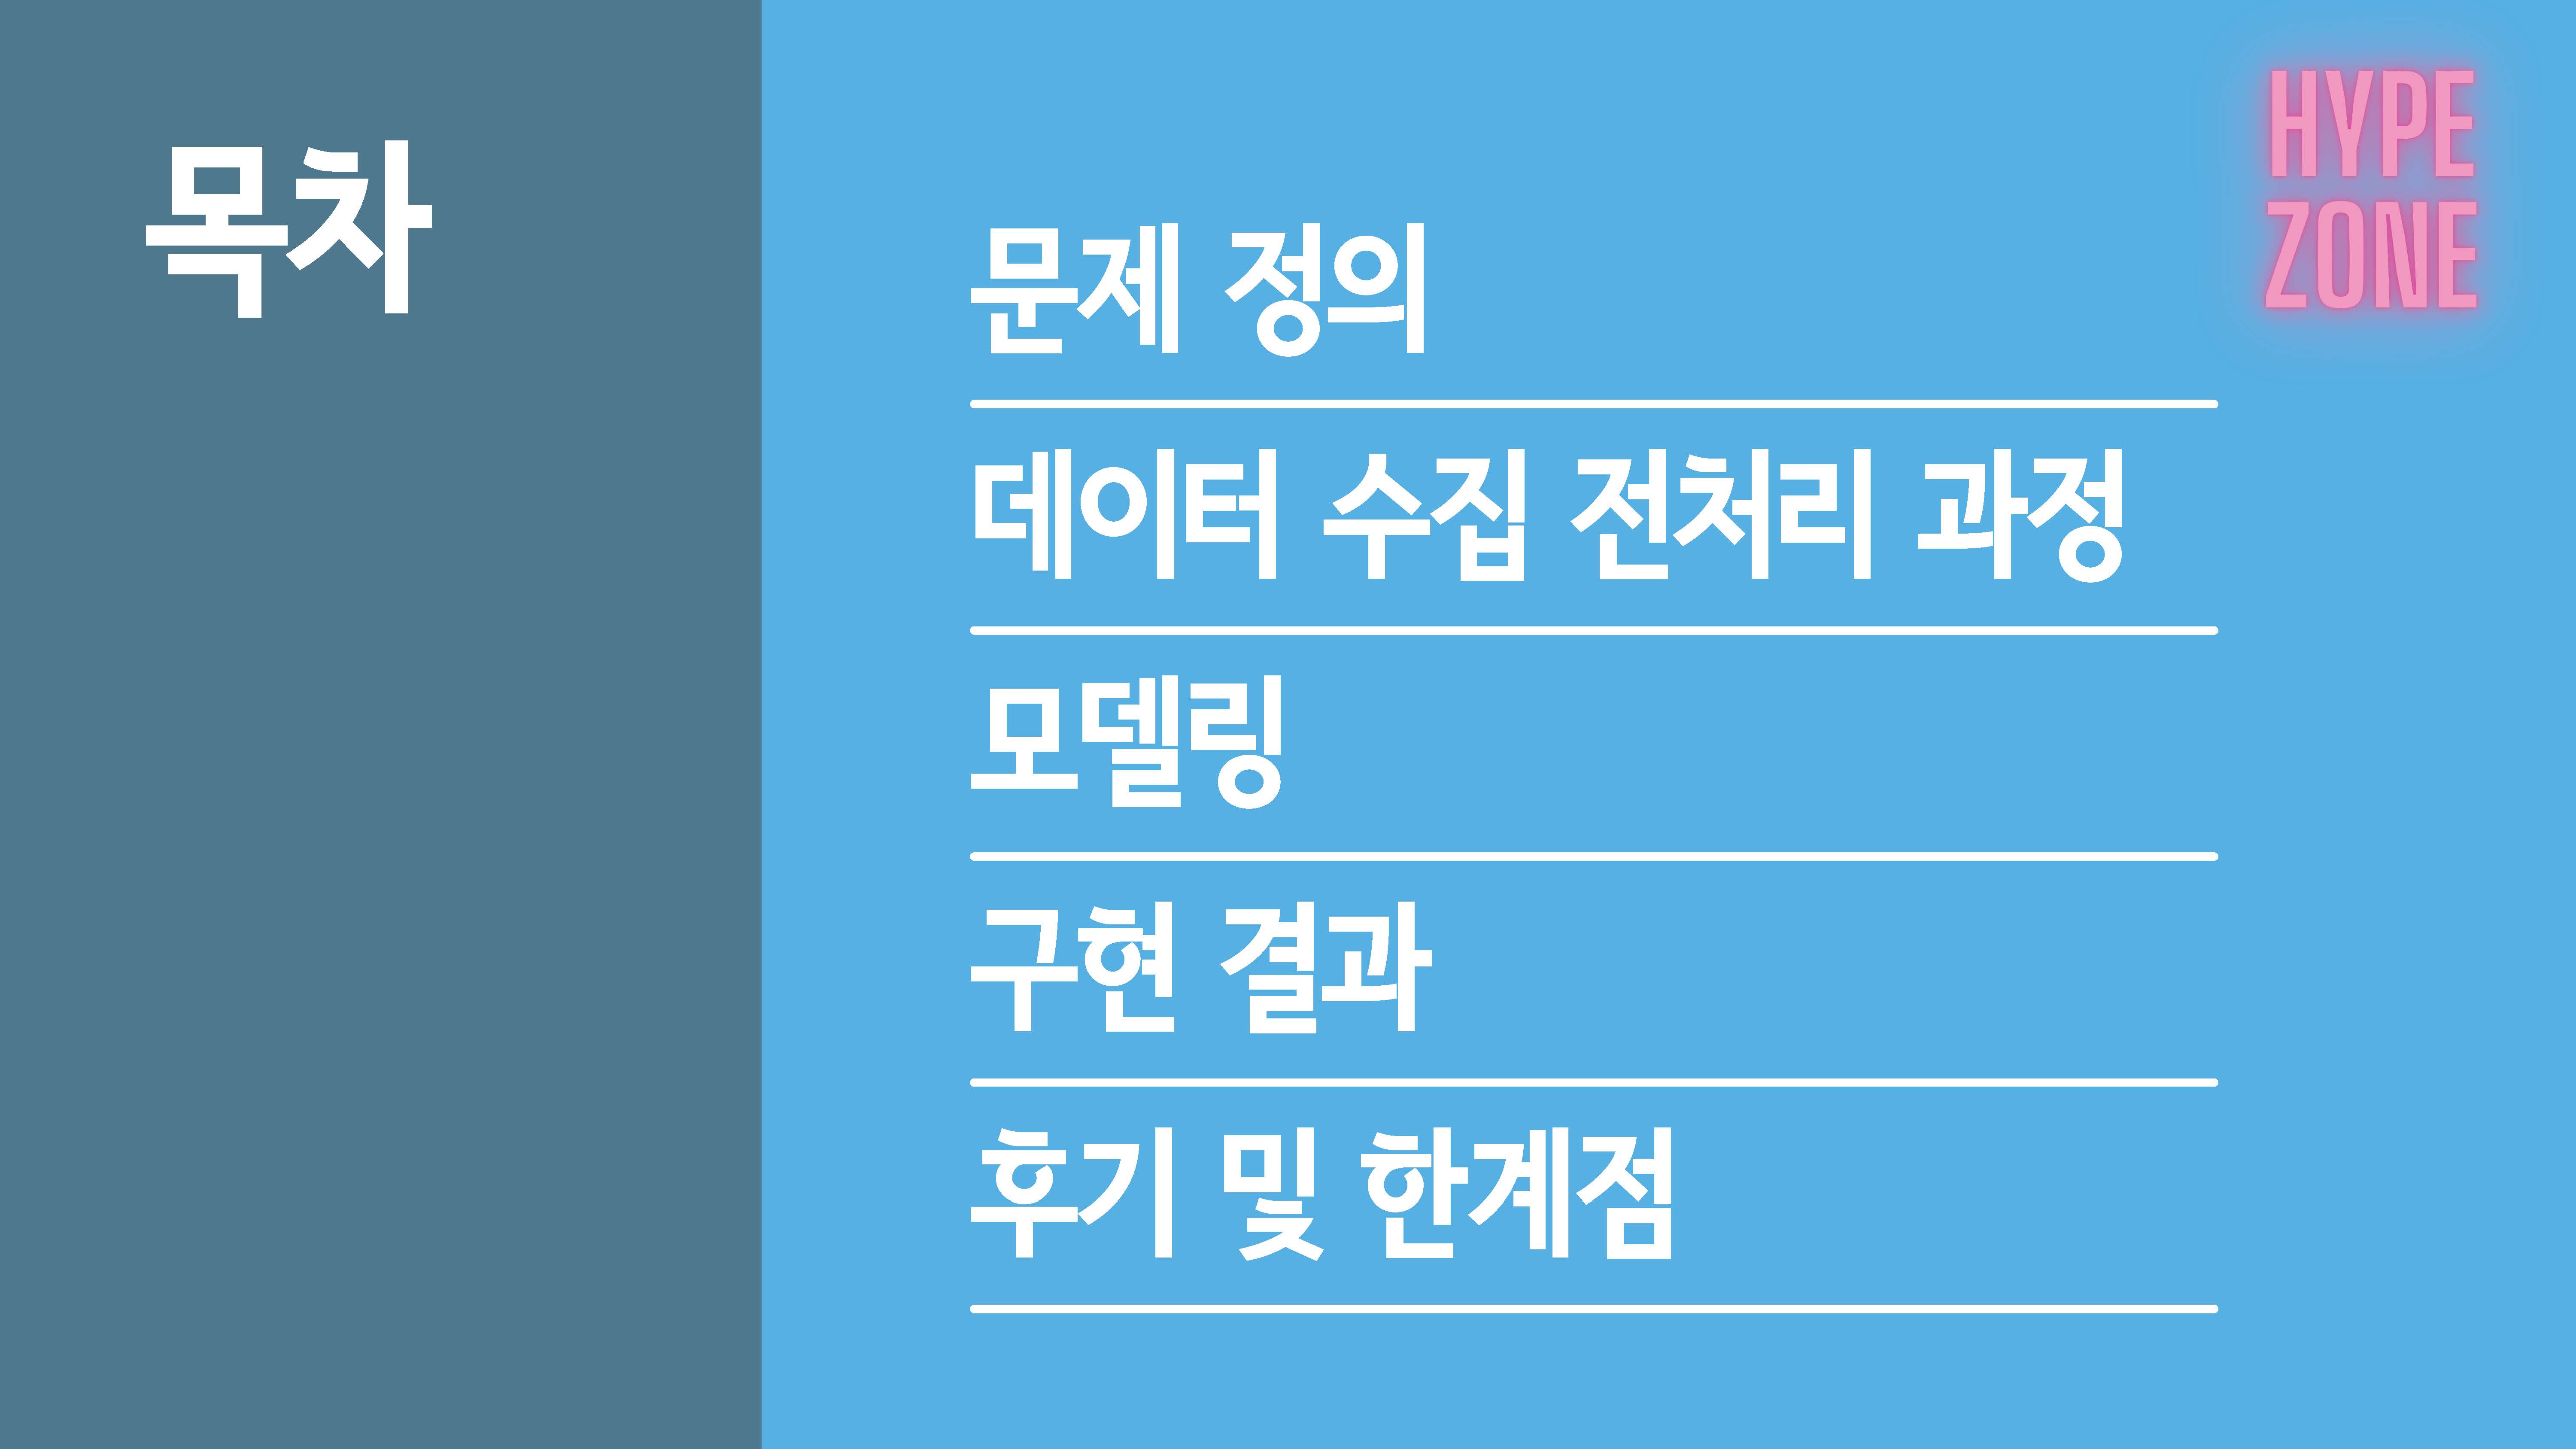 목차
HYPE
ZONE
문제 정의
데이터 수집 전처리 과정
모델링
구현 결과
후기 및 한계점